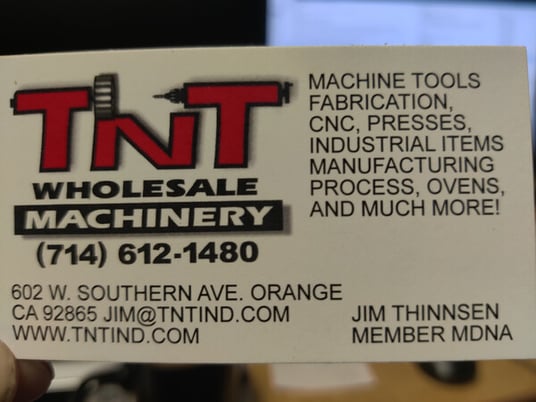 TNT
WHOLESALE
MACHINERY
(714) 612-1480
MACHINE TOOLS
FABRICATION,
CNC, PRESSES,
INDUSTRIAL ITEMS
MANUFACTURING
PROCESS, OVENS,
AND MUCH MORE!
602 W. SOUTHERN AVE. ORANGE
CA 92865 JIM@TNTIND.COM
WWW.TNTIND.COM
JIM THINNSEN
MEMBER MDNA